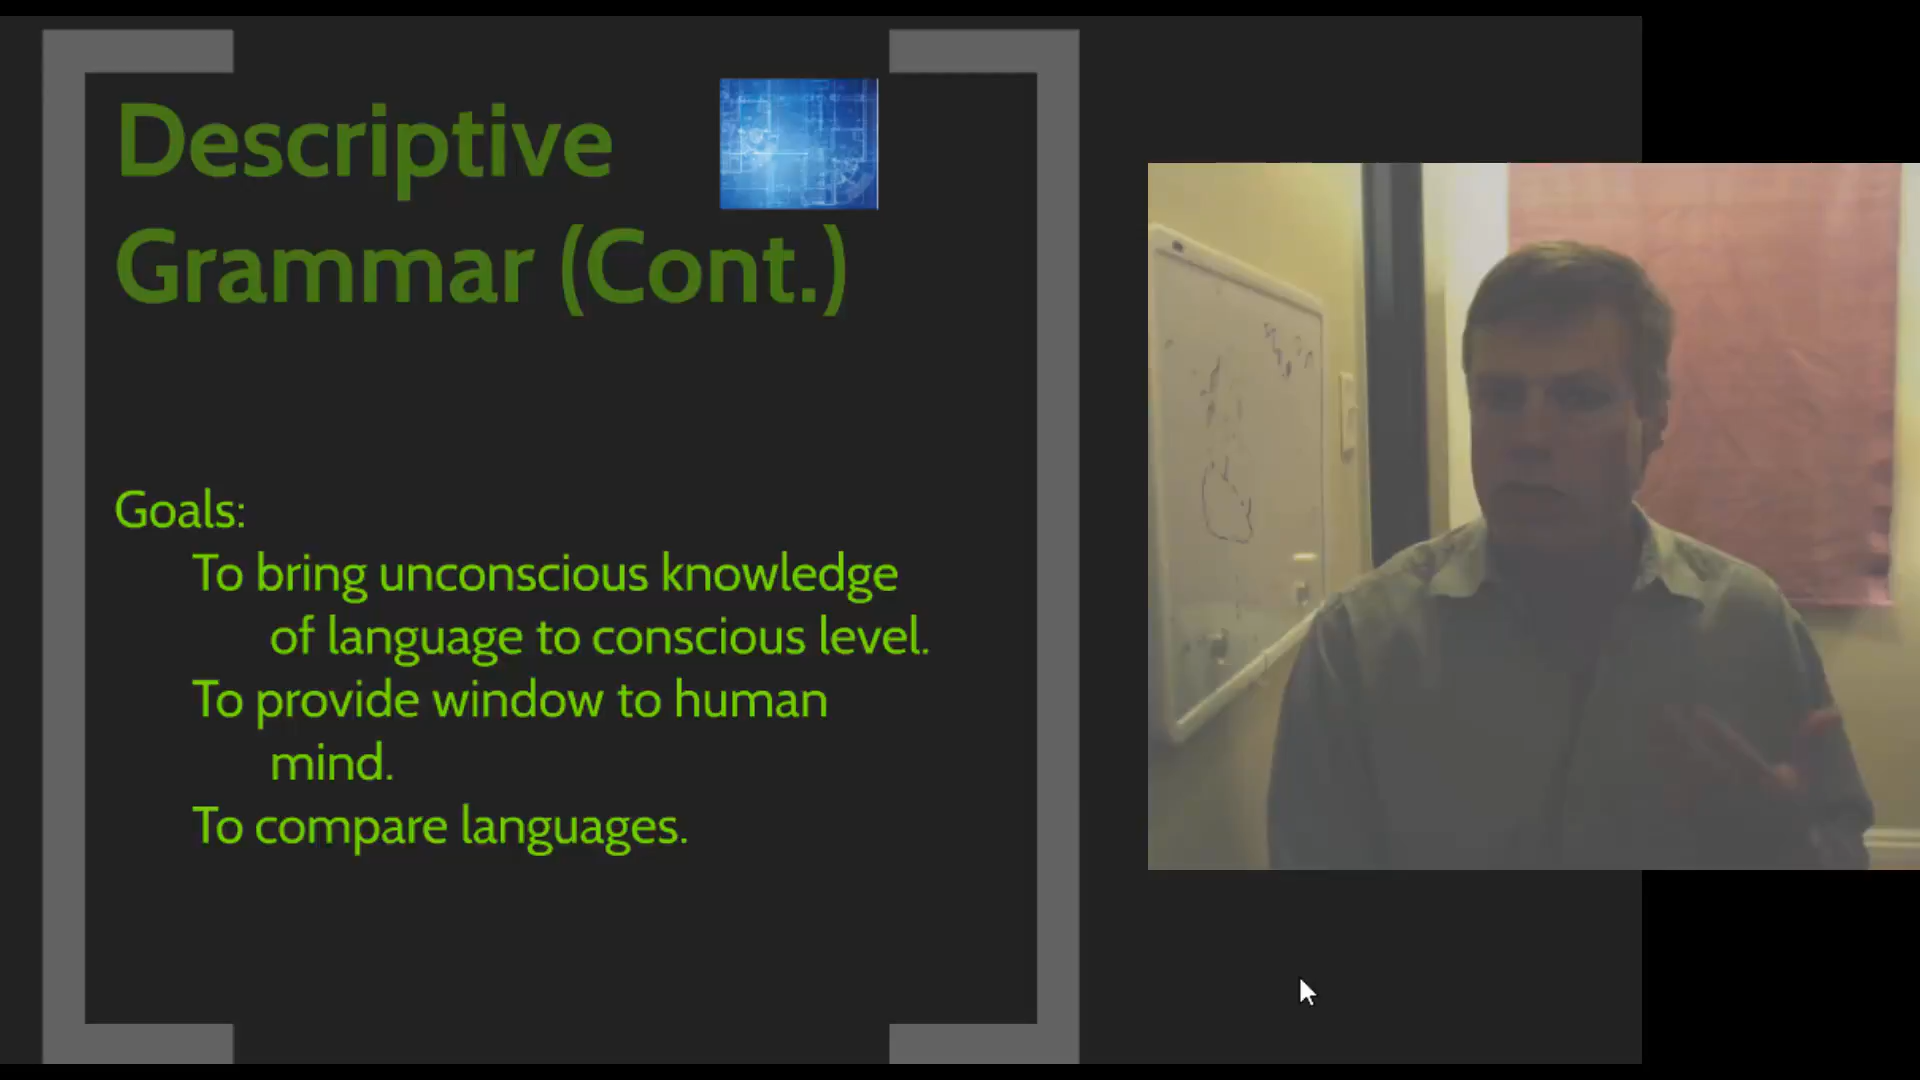 Descriptive
Grammar (Cont.)
Goals:
To bring unconscious knowledge
of language to conscious level.
To provide window to human
mind.
To compare languages.